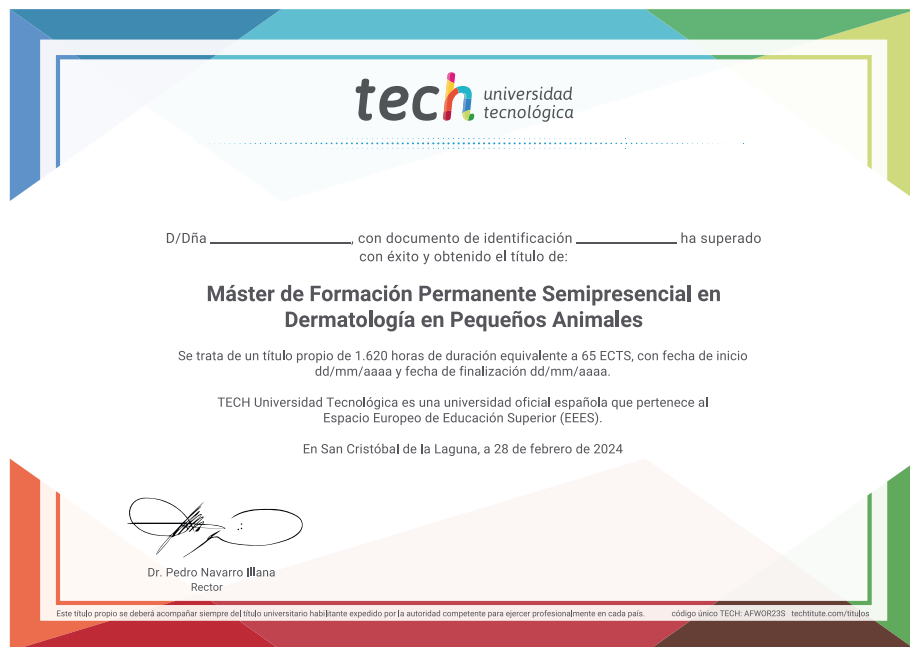 tech universidad
tecnológica
D/Dña ____________, con documento de identificación ____________ ha superado
con éxito y obtenido el título de:
Máster de Formación Permanente Semipresencial en
Dermatología en Pequeños Animales
Se trata de un título propio de 1.620 horas de duración equivalente a 65 ECTS, con fecha de inicio
dd/mm/aaaa y fecha de finalización dd/mm/aaaa.
TECH Universidad Tecnológica es una universidad oficial española que pertenece al
Espacio Europeo de Educación Superior (EEES).
En San Cristóbal de la Laguna, a 28 de febrero de 2024
Dr. Pedro Navarro Illana
Rector
Este título propio se deberá acompañar siempre del título universitario habilitante expedido por la autoridad competente para ejercer profesionalmente en cada país. código único TECH: AFWOR23S techtitute.com/titulos